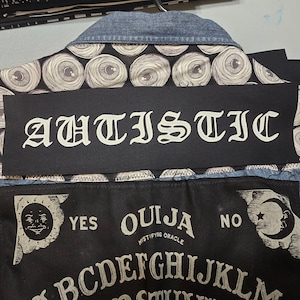 AUTISTIC
YES OUIJA NO
MYSTIFYING ORACLE
ABCDEFGHIJKLM